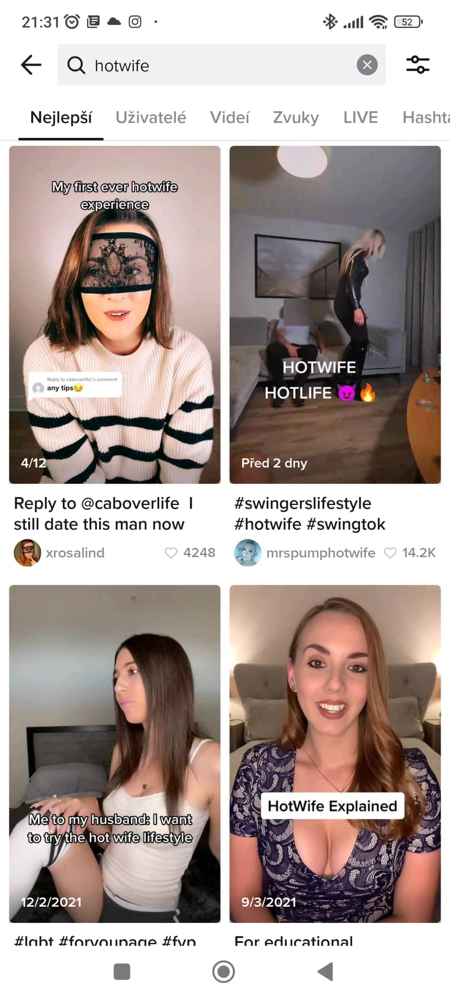 21:31
52
hotwife
Nejlepší Uživatelé Videí Zvuky LIVE Hashta
My first ever hotwife
experience
Reply to caboverlife\'s comment
any tips😏
4/12
HOTWIFE
HOTLIFE 😈🔥
Před 2 dny
Reply to @caboverlife I
still date this man now
xrosalind 4248
#swingerslifestyle
#hotwife #swingtok
mrspumphotwife 14.2K
Me to my husband: I want
to try the hot wife lifestyle
12/2/2021
HotWife Explained
9/3/2021
#lgbt #foryoupage #fyp
For educational